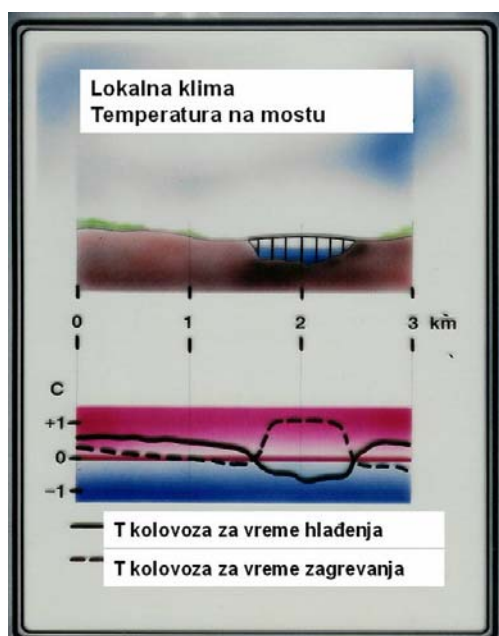 Lokalna klima
Temperatura na mostu
0 1 2 3 km
C
+1
0
−1
T kolovoza za vreme hlađenja
T kolovoza za vreme zagrevanja